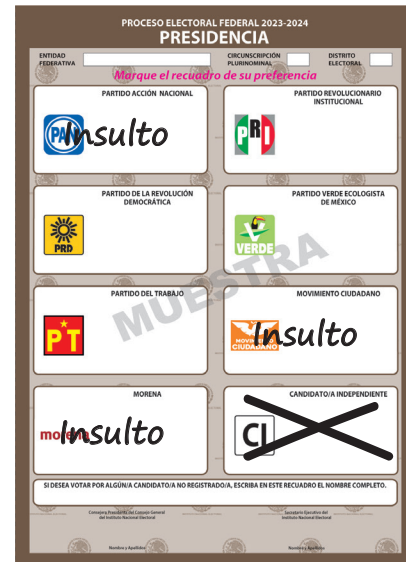 PROCESO ELECTORAL FEDERAL 2023-2024
PRESIDENCIA
ENTIDAD
FEDERATIVA
CIRCUNSCRIPCIÓN
PLURINOMINAL
DISTRITO
ELECTORAL
Marque el recuadro de su preferencia
PARTIDO ACCIÓN NACIONAL
PAN
Insulto
PARTIDO REVOLUCIONARIO
INSTITUCIONAL
PRI
PARTIDO DE LA REVOLUCIÓN
DEMOCRÁTICA
PRD
PARTIDO VERDE ECOLOGISTA
DE MÉXICO
VERDE
MUESTRA
PARTIDO DEL TRABAJO
PT
MOVIMIENTO CIUDADANO
MOVIMIENTO
CIUDADANO
Insulto
MORENA
morena
Insulto
CANDIDATO/A INDEPENDIENTE
CI
SI DESEA VOTAR POR ALGÚN/A CANDIDATO/A NO REGISTRADO/A, ESCRIBA EN ESTE RECUADRO EL NOMBRE COMPLETO.
Consejera Presidenta del Consejo General
del Instituto Nacional Electoral
Secretario Ejecutivo del
Instituto Nacional Electoral
Nombre y Apellidos
Nombre y Apellidos